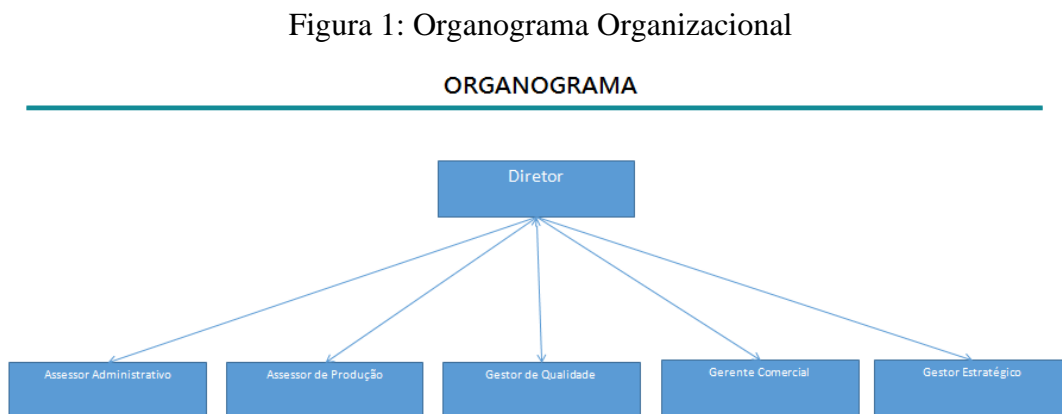 Figura 1: Organograma Organizacional
ORGANOGRAMA
Diretor
Assessor Administrativo
Assessor de Produção
Gestor de Qualidade
Gerente Comercial
Gestor Estratégico